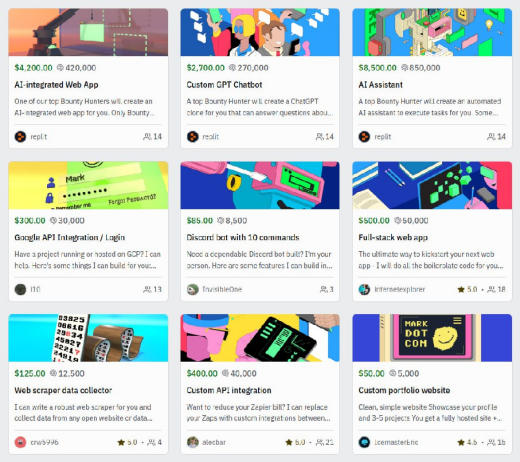 $4,200.00 420,000
AI-integrated Web App
One of our top Bounty Hunters will create an
AI- integrated web app for you. Only Bounty...
replit 14
$2,700.00 270,000
Custom GPT Chatbot
A top Bounty Hunter will create a ChatGPT
clone for you that can answer questions abou...
replit 14
$8,500.00 850,000
AI Assistant
A top Bounty Hunter will create an automated
AI assistant to execute tasks for you. Some...
replit 14
Mark
remember me Forgot Password?
$300.00 30,000
Google API Integration / Login
Have a project running or hosted on GCP? I can
help. Here's some things I can build for your...
13
$85.00 8,500
Discord bot with 10 commands
Need a dependable Discord bot built? I'm your
person. Here are some features I can build in...
InvisibleOne 3
$500.00 50,000
Full-stack web app
The ultimate way to kickstart your next web
app - I will do all the boilerplate code for you...
internetexplorer 5.0 • 18
03825
06616
$125.00 12,500
Web scraper data collector
I can write a robust web scraper for you and
collect data from any open website or data...
crw5996 5.0 • 4
$400.00 40,000
Custom API integration
Want to reduce your Zapier bill? I can replace
your Zaps with custom integrations between...
alecbar 5.0 • 21
MARK
DOT
COM
$50.00 5,000
Custom portfolio website
Clean, simple website Showcase your profile
and 3-5 projects You get a fully hosted site +...
IcemasterEric 4.6 • 15